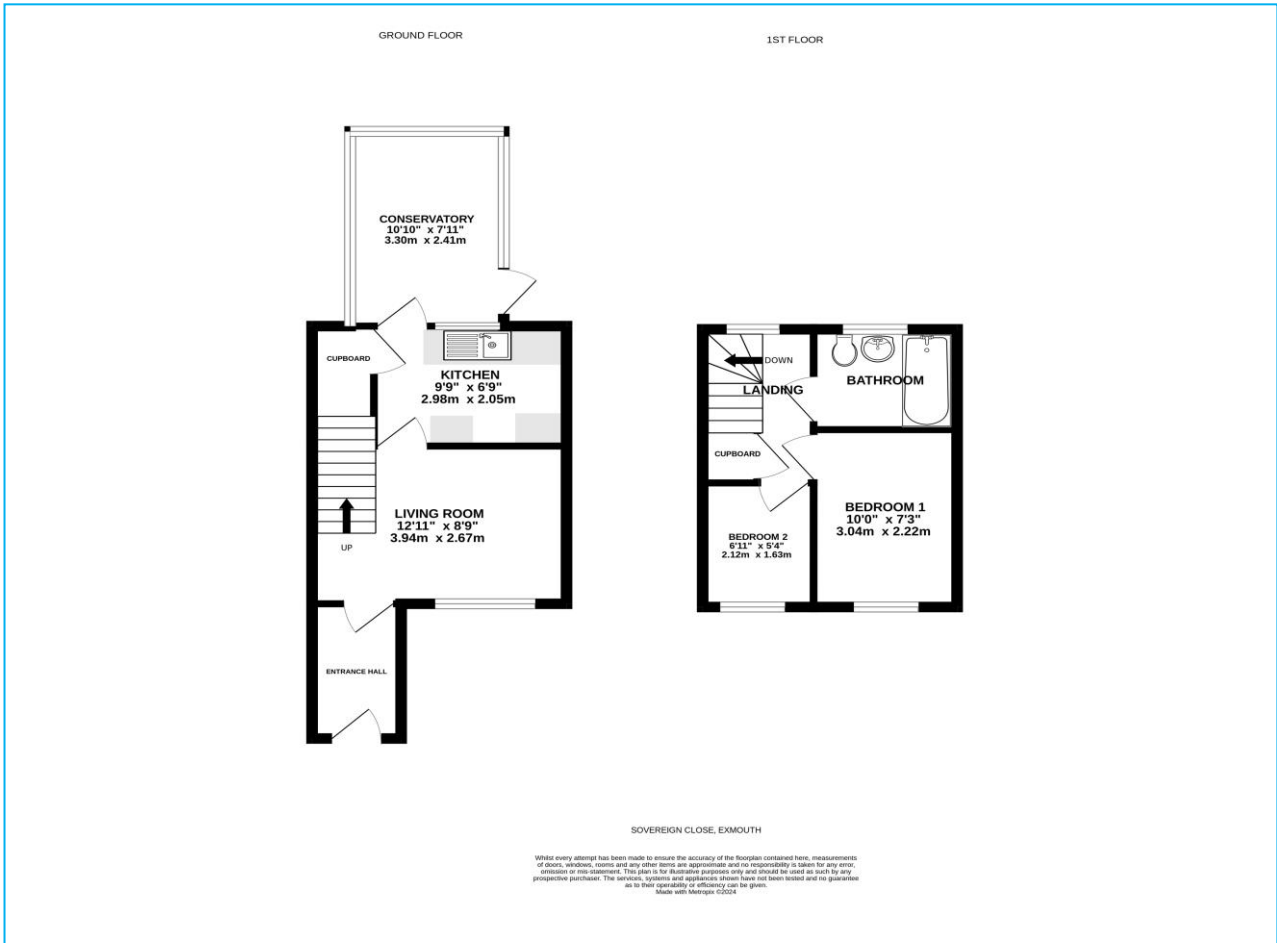 GROUND FLOOR
1ST FLOOR
CONSERVATORY
10'10" x 7'11"
3.30m x 2.41m
CUPBOARD
KITCHEN
9'9" x 6'9"
2.98m x 2.05m
LIVING ROOM
12'11" x 8'9"
3.94m x 2.67m
UP
ENTRANCE HALL
DOWN
LANDING
BATHROOM
CUPBOARD
BEDROOM 1
10'0" x 7'3"
3.04m x 2.22m
BEDROOM 2
6'11" x 5'4"
2.12m x 1.63m
SOVEREIGN CLOSE, EXMOUTH
Whilst every attempt has been made to ensure the accuracy of the floorplan contained here, measurements
of doors, windows, rooms and any other items are approximate and no responsibility is taken for any error,
omission or mis-statement. This plan is for illustrative purposes only and should be used as such by any
prospective purchaser. The services, systems and appliances shown have not been tested and no guarantee
as to their operability or efficiency can be given.
Made with Metropix ©2024